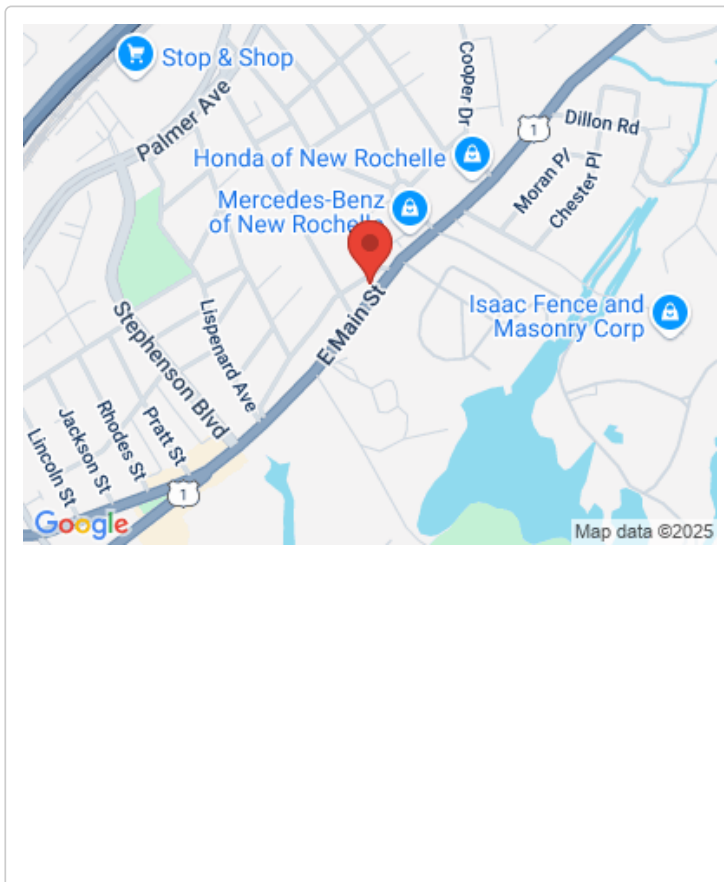 Stop & Shop
Cooper Dr
Palmer Ave
1
Dillon Rd
Honda of New Rochelle
Moran Pl
Chester Pl
Mercedes-Benz
of New Rochelle
E Main St
Isaac Fence and
Masonry Corp
Lispenard Ave
Stephenson Blvd
Pratt St
Rhodes St
Jackson St
Lincoln St
1
Google
Map data ©2025